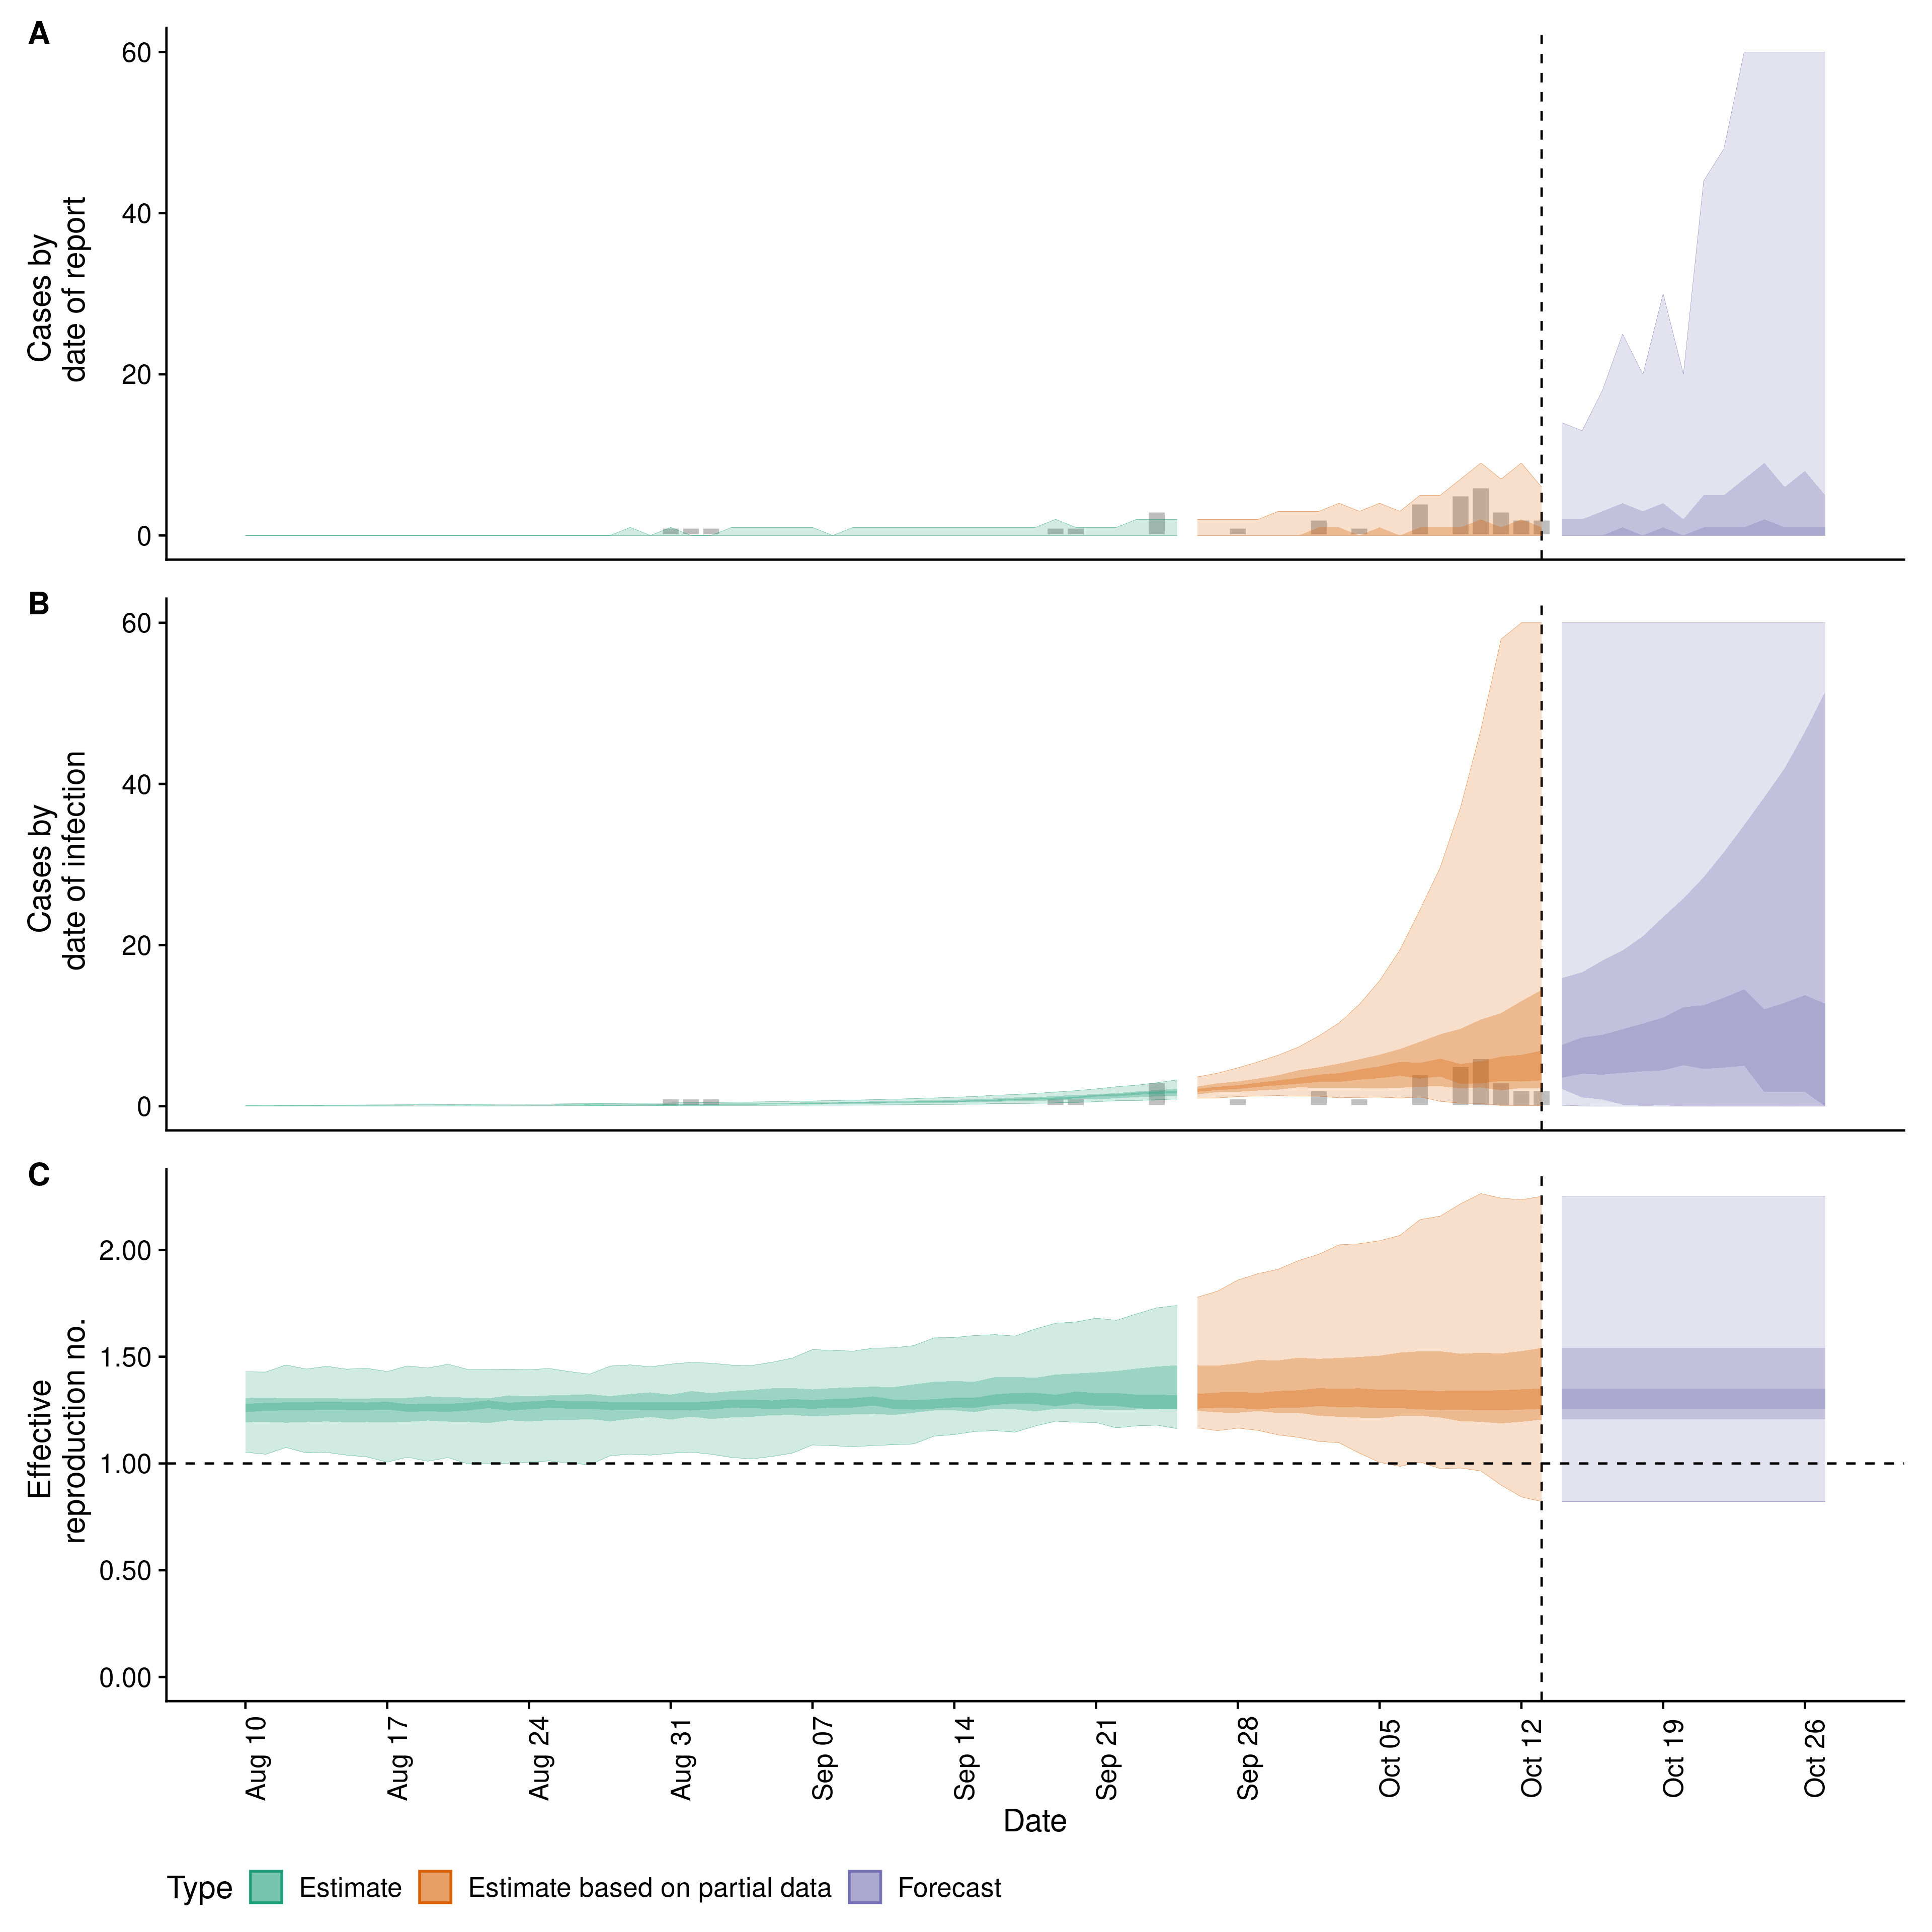 A
60
40
20
0
Cases by
date of report
B
60
40
20
0
Cases by
date of infection
C
2.00
1.50
1.00
0.50
0.00
Effective
reproduction no.
Aug 10
Aug 17
Aug 24
Aug 31
Sep 07
Sep 14
Sep 21
Sep 28
Oct 05
Oct 12
Oct 19
Oct 26
Date
Type Estimate Estimate based on partial data Forecast